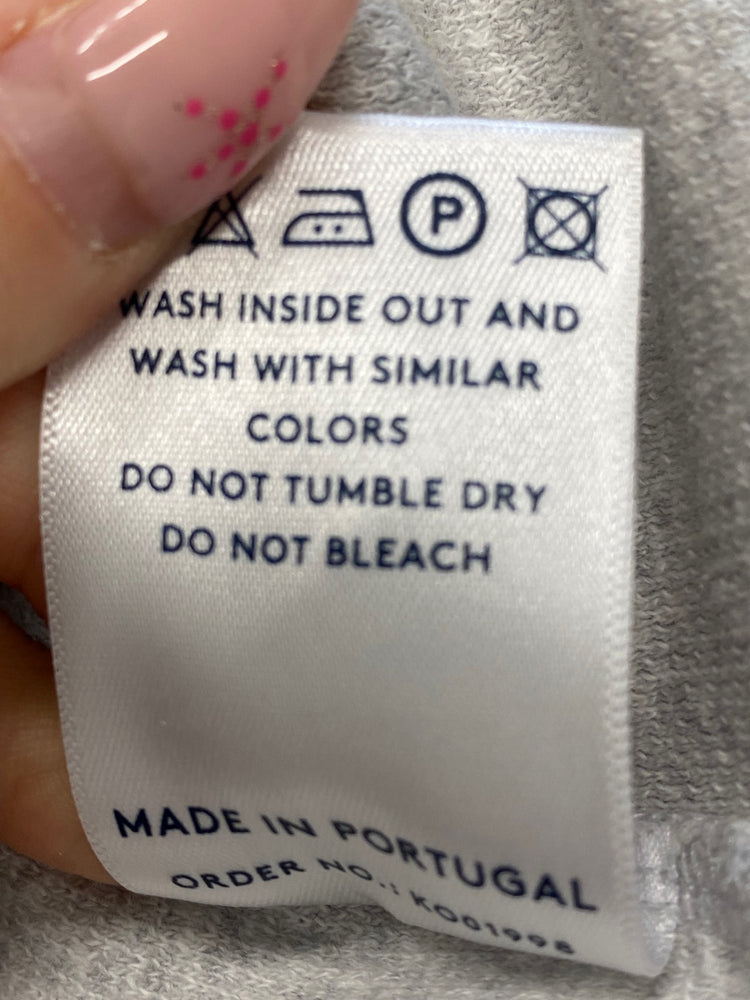 P
WASH INSIDE OUT AND
WASH WITH SIMILAR
COLORS
DO NOT TUMBLE DRY
DO NOT BLEACH
MADE IN PORTUGAL
ORDER NO.: KO01998